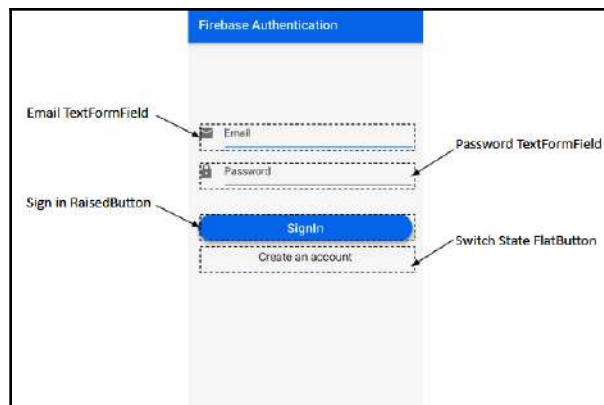 Firebase Authentication
Email TextFormField
Email
Password TextFormField
Password
Sign in RaisedButton
SignIn
Switch State FlatButton
Create an account